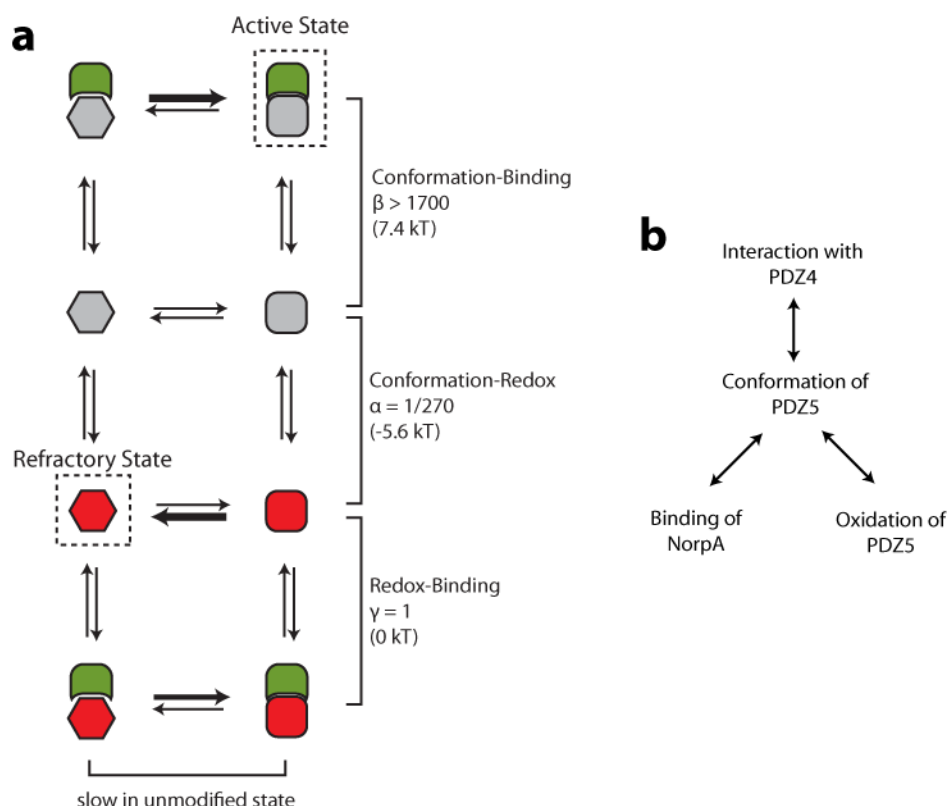 a
Active State
Conformation-Binding
β > 1700
(7.4 kT)
Conformation-Redox
α = 1/270
(-5.6 kT)
Refractory State
Redox-Binding
γ = 1
(0 kT)
slow in unmodified state
b
Interaction with
PDZ4
Conformation of
PDZ5
Binding of
NorpA
Oxidation of
PDZ5